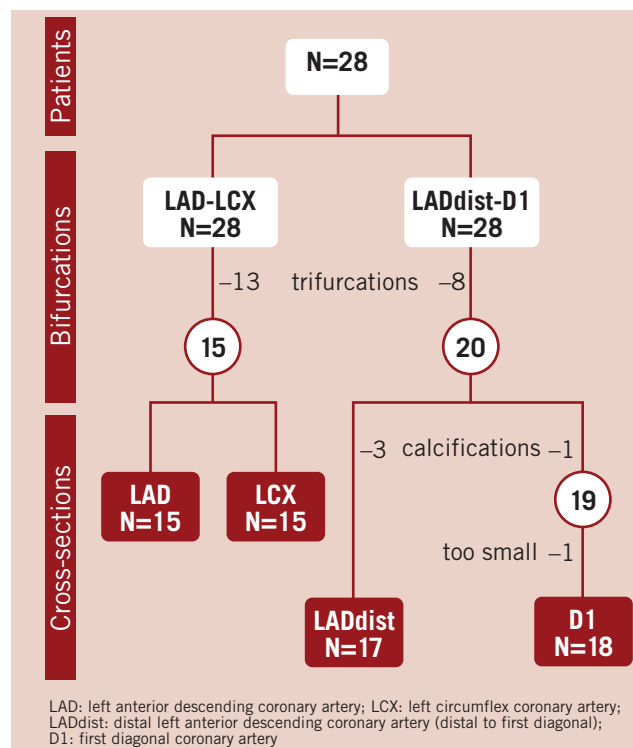 Patients
N=28
Bifurcations
LAD-LCX
N=28
LADdist-D1
N=28
–13 trifurcations –8
15
20
Cross-sections
–3 calcifications –1
LAD
N=15
LCX
N=15
19
too small –1
LADdist
N=17
D1
N=18
LAD: left anterior descending coronary artery; LCX: left circumflex coronary artery;
LADdist: distal left anterior descending coronary artery (distal to first diagonal);
D1: first diagonal coronary artery